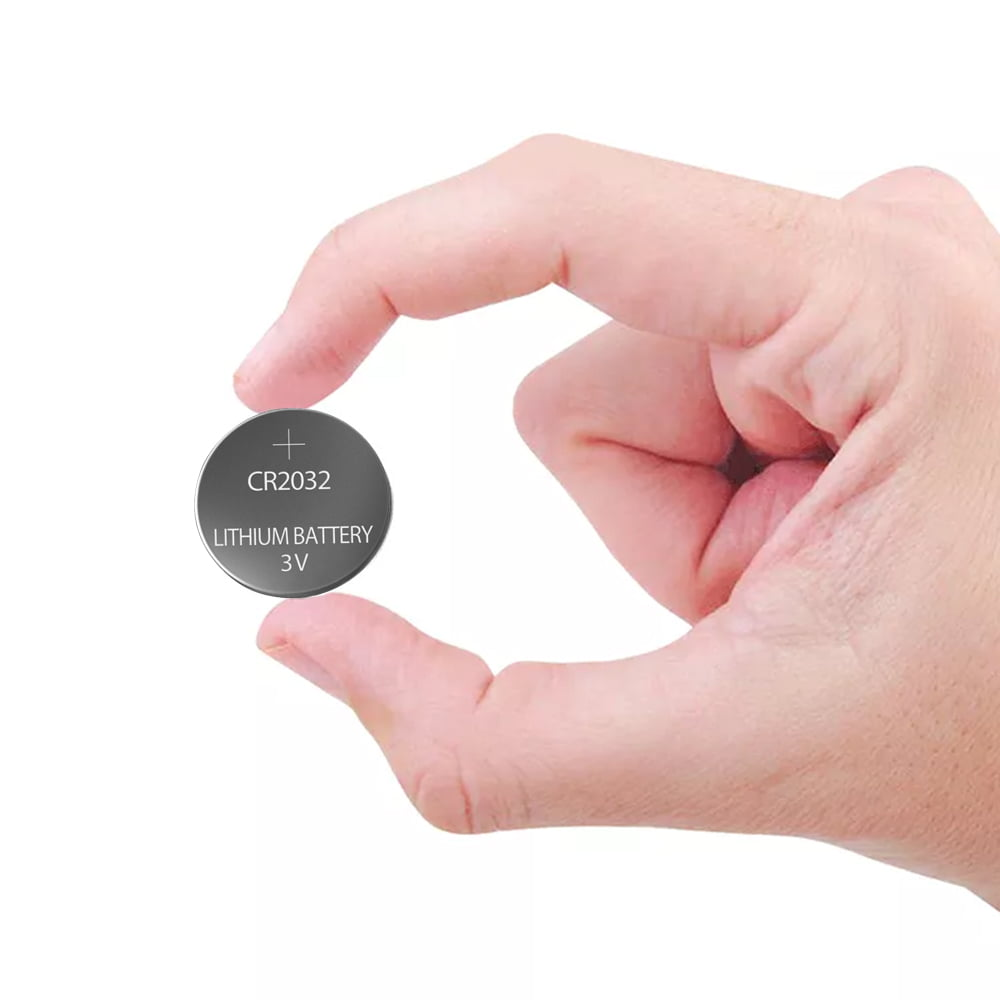 +
CR2032
LITHIUM BATTERY
3V